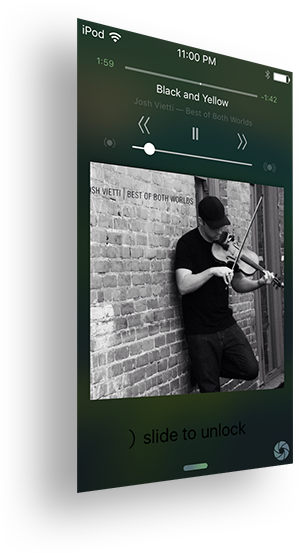 iPod
11:00 PM
1:59
-1:42
Black and Yellow
Josh Vietti — Best of Both Worlds
OSH VIETTI | BEST OF BOTH WORLDS
) slide to unlock